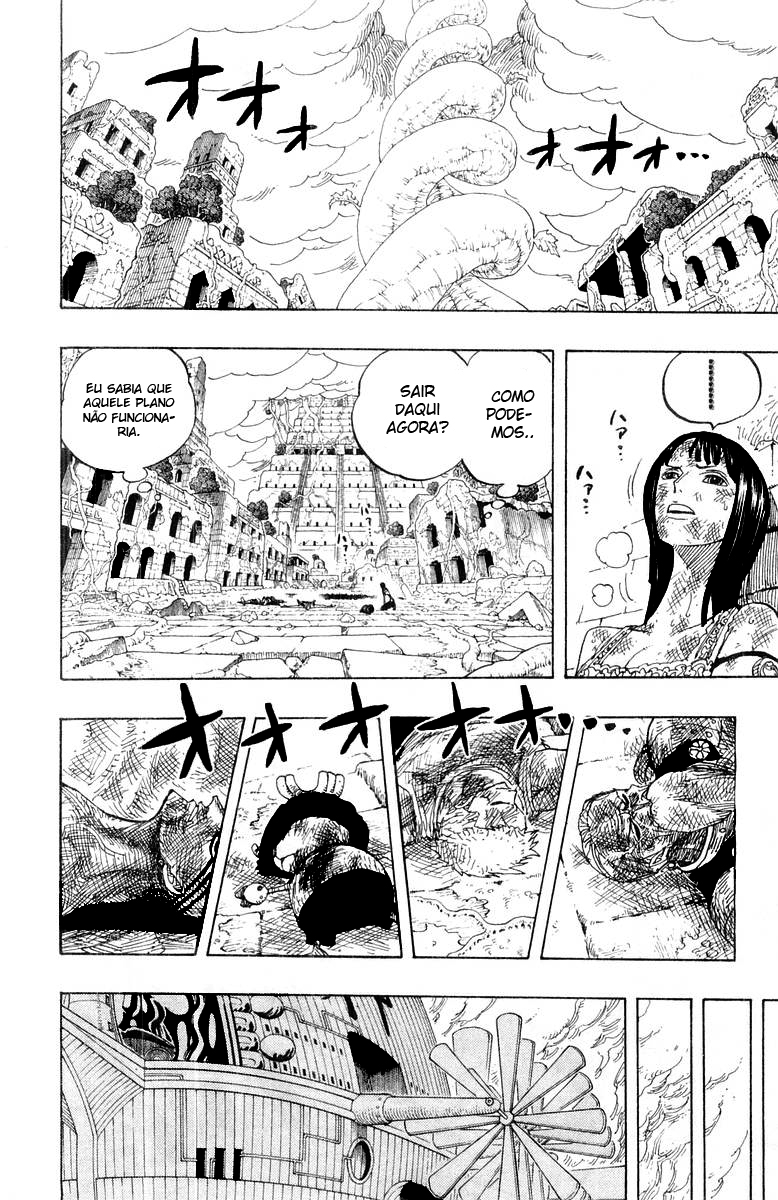 オオオ
オオオ...
.........
ハァ...
ハァ...
COMO
PODE-
MOS..
SAIR
DAQUI
AGORA?
EU SABIA QUE
AQUELE PLANO
NÃO FUNCIONA-
RIA.
オオオオオ...